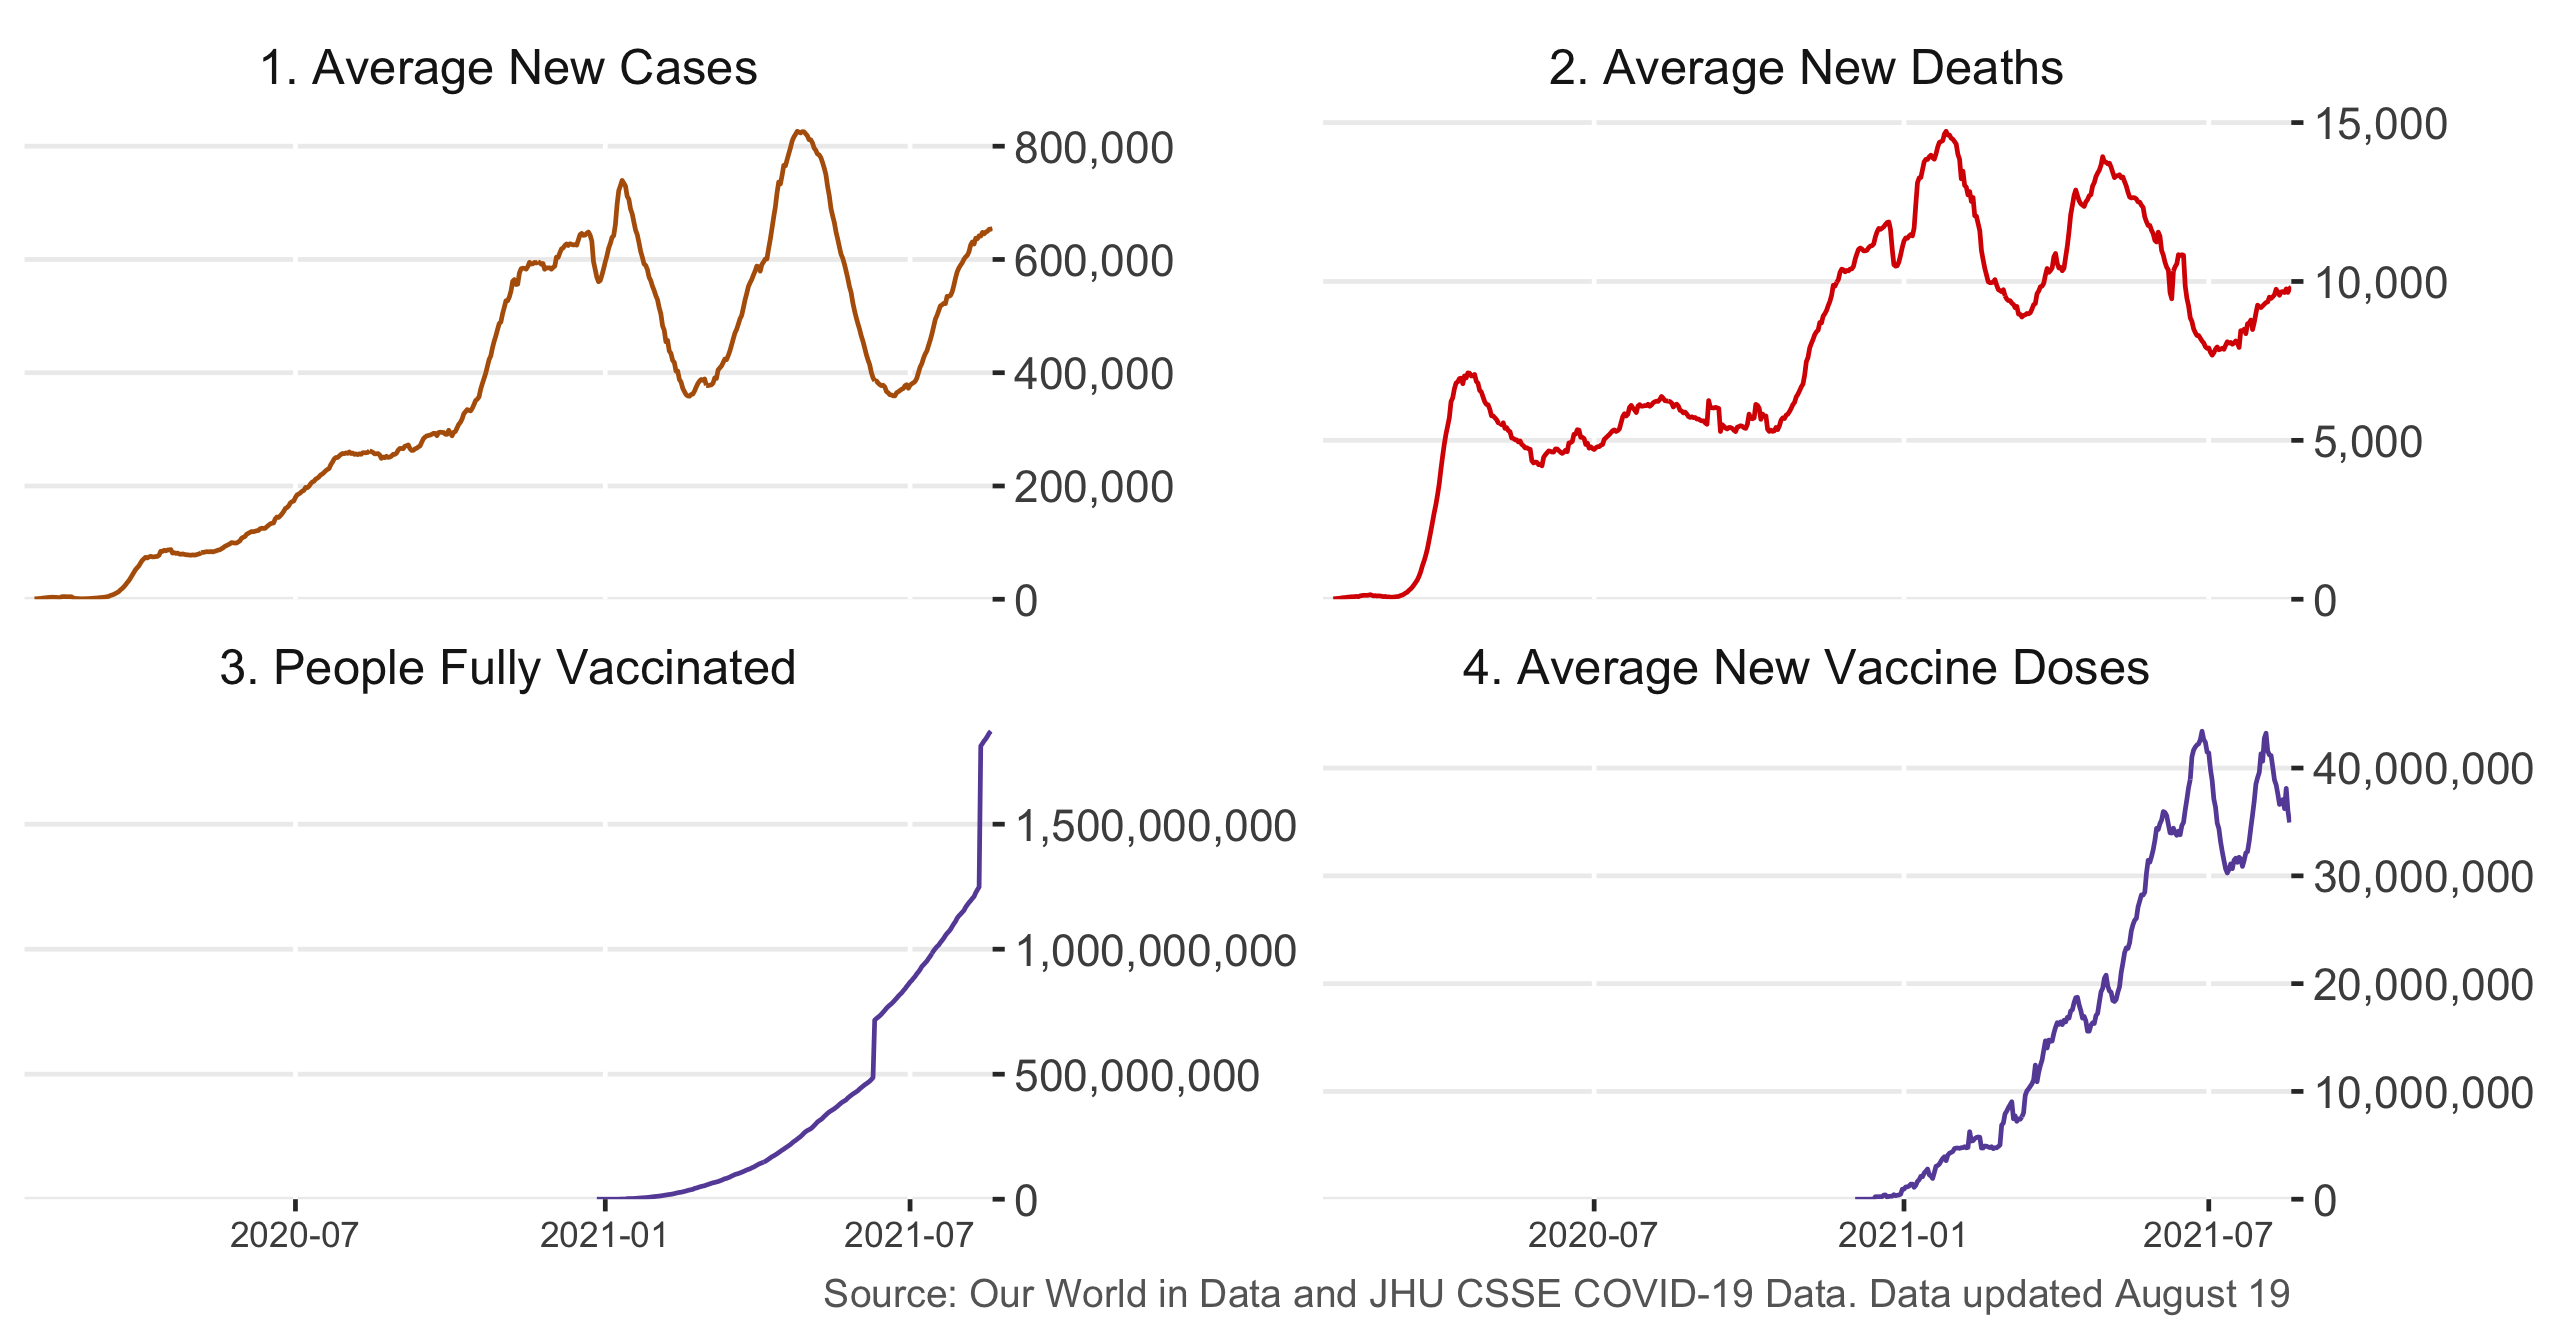 1. Average New Cases
800,000
600,000
400,000
200,000
0
2. Average New Deaths
15,000
10,000
5,000
0
3. People Fully Vaccinated
1,500,000,000
1,000,000,000
500,000,000
0
2020-07 2021-01 2021-07
4. Average New Vaccine Doses
40,000,000
30,000,000
20,000,000
10,000,000
0
2020-07 2021-01 2021-07
Source: Our World in Data and JHU CSSE COVID-19 Data. Data updated August 19